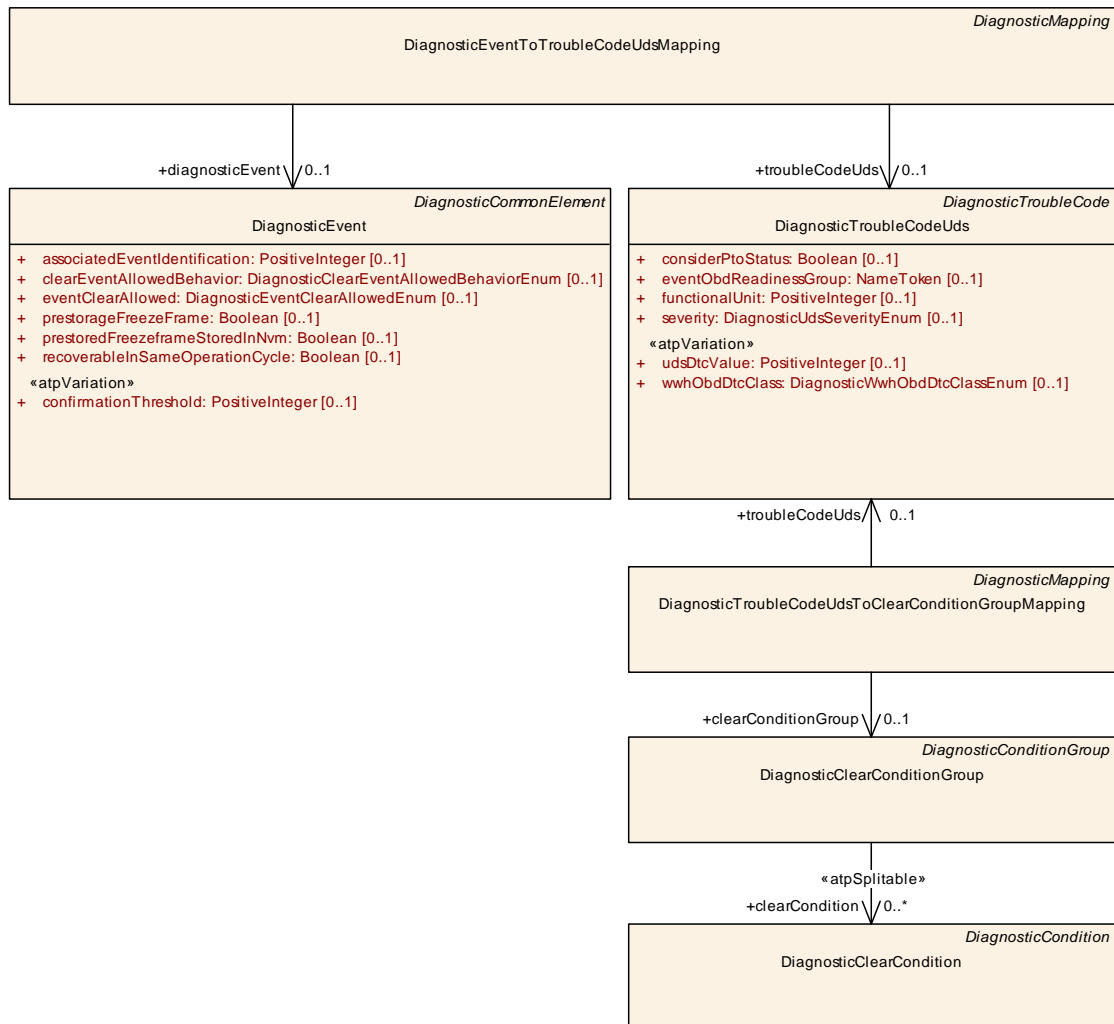 DiagnosticMapping
DiagnosticEventToTroubleCodeUdsMapping
+diagnosticEvent 0..1
+troubleCodeUds 0..1
DiagnosticCommonElement
DiagnosticEvent
+ associatedEventIdentification: PositiveInteger [0..1]
+ clearEventAllowedBehavior: DiagnosticClearEventAllowedBehaviorEnum [0..1]
+ eventClearAllowed: DiagnosticEventClearAllowedEnum [0..1]
+ prestorageFreezeFrame: Boolean [0..1]
+ prestoredFreezeframeStoredInNvm: Boolean [0..1]
+ recoverableInSameOperationCycle: Boolean [0..1]
«atpVariation»
+ confirmationThreshold: PositiveInteger [0..1]
DiagnosticTroubleCode
DiagnosticTroubleCodeUds
+ considerPtoStatus: Boolean [0..1]
+ eventObdReadinessGroup: NameToken [0..1]
+ functionalUnit: PositiveInteger [0..1]
+ severity: DiagnosticUdsSeverityEnum [0..1]
«atpVariation»
+ udsDtcValue: PositiveInteger [0..1]
+ wwhObdDtcClass: DiagnosticWwhObdDtcClassEnum [0..1]
+troubleCodeUds 0..1
DiagnosticMapping
DiagnosticTroubleCodeUdsToClearConditionGroupMapping
+clearConditionGroup 0..1
DiagnosticConditionGroup
DiagnosticClearConditionGroup
«atpSplitable»
+clearCondition 0..*
DiagnosticCondition
DiagnosticClearCondition